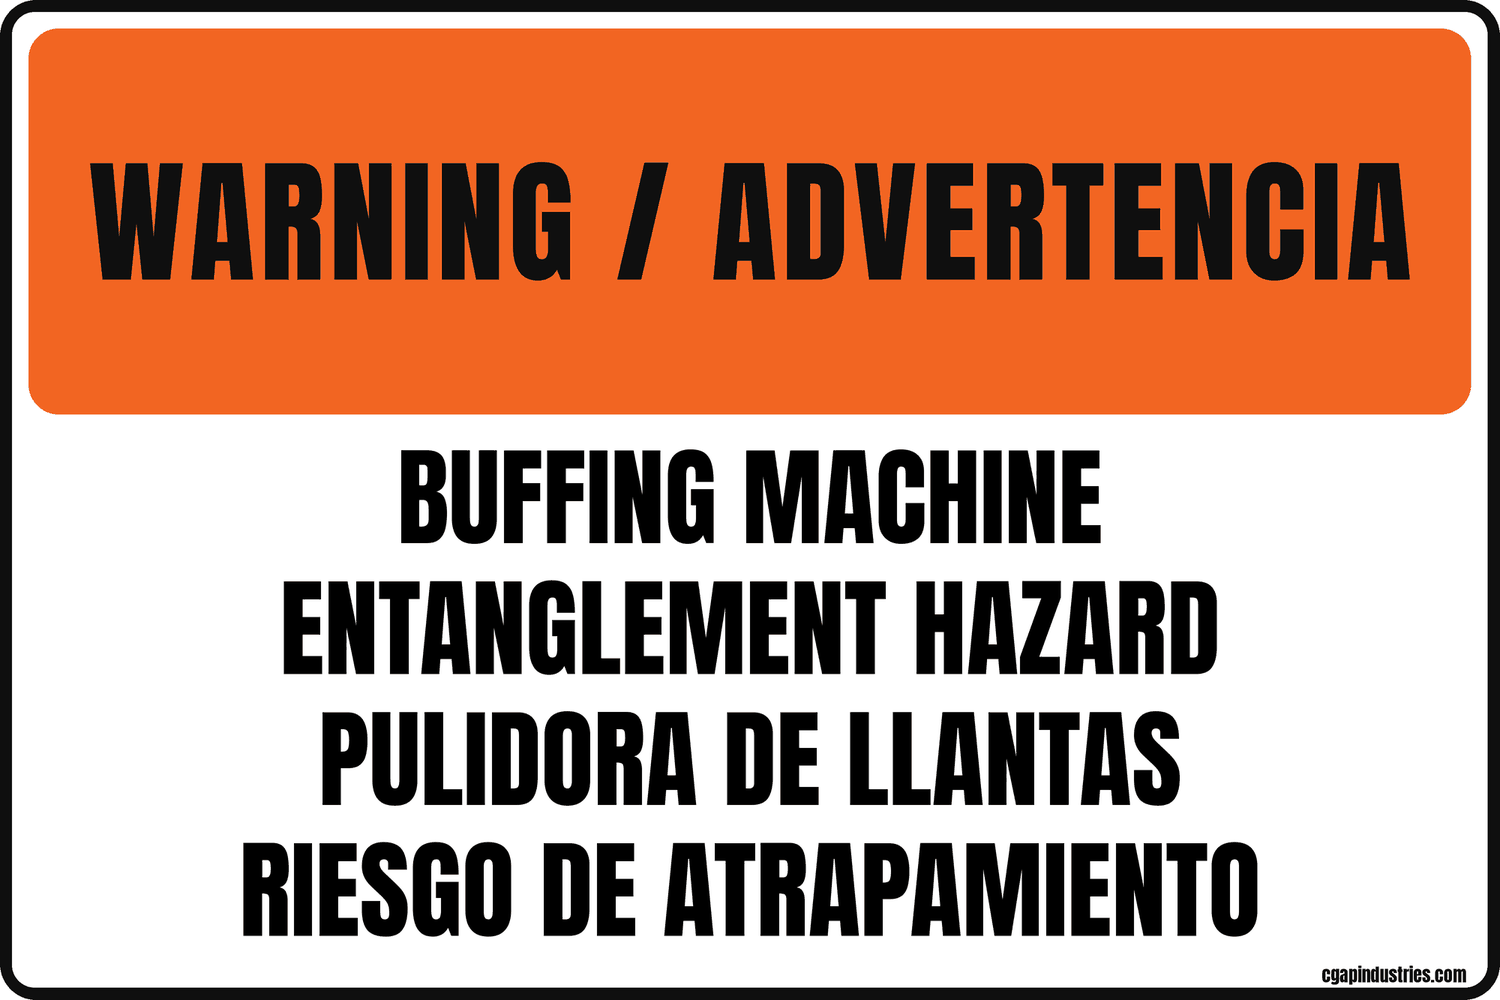 WARNING / ADVERTENCIA
BUFFING MACHINE
ENTANGLEMENT HAZARD
PULIDORA DE LLANTAS
RIESGO DE ATRAPAMIENTO
cgapindustries.com